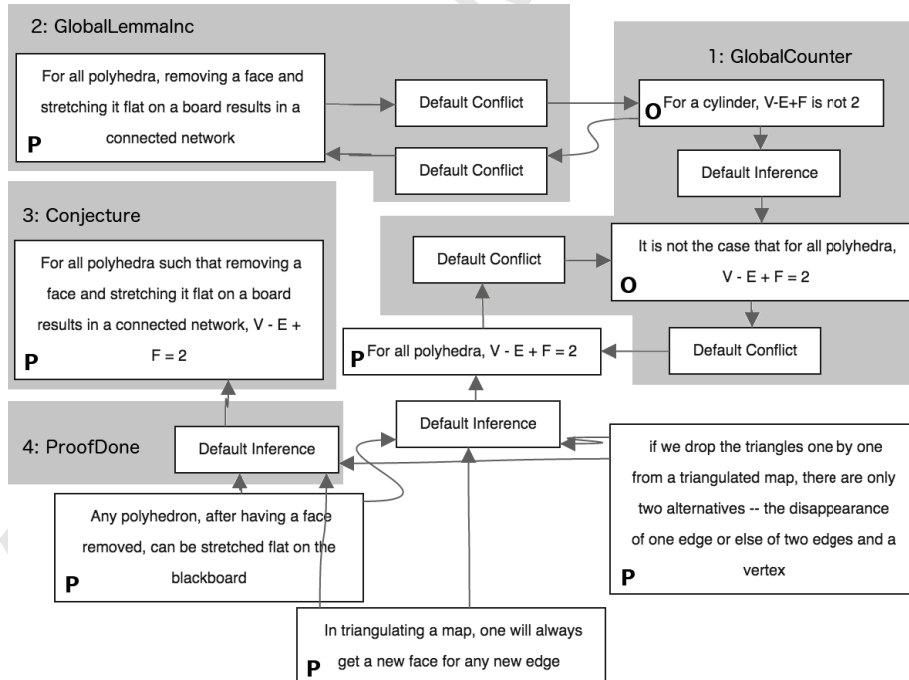 2: GlobalLemmaInc
For all polyhedra, removing a face and
stretching it flat on a board results in a
connected network
P
Default Conflict
Default Conflict
1: GlobalCounter
For a cylinder, V-E+F is not 2
O
Default Inference
It is not the case that for all polyhedra,
V - E + F = 2
O
Default Conflict
Default Conflict
3: Conjecture
For all polyhedra such that removing a
face and stretching it flat on a board
results in a connected network, V - E +
F = 2
P
P For all polyhedra, V - E + F = 2
Default Inference
4: ProofDone
Default Inference
Any polyhedron, after having a face
removed, can be stretched flat on the
blackboard
P
if we drop the triangles one by one
from a triangulated map, there are only
two alternatives -- the disappearance
of one edge or else of two edges and a
vertex
P
In triangulating a map, one will always
get a new face for any new edge
P